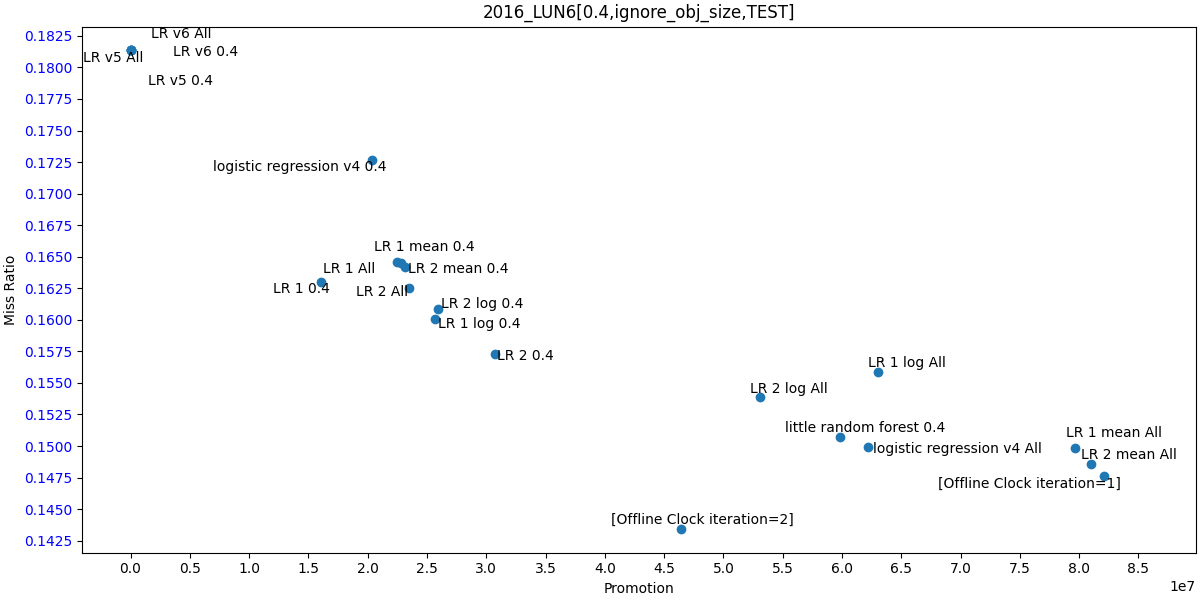 2016_LUN6[0.4,ignore_obj_size,TEST]
0.1825
0.1800
0.1775
0.1750
0.1725
0.1700
0.1675
0.1650
0.1625
0.1600
0.1575
0.1550
0.1525
0.1500
0.1475
0.1450
0.1425
Miss Ratio
LR v6 All
LR v6 0.4
LR v5 All
LR v5 0.4
logistic regression v4 0.4
LR 1 mean 0.4
LR 1 All
LR 2 mean 0.4
LR 1 0.4
LR 2 All
LR 2 log 0.4
LR 1 log 0.4
LR 2 0.4
LR 1 log All
LR 2 log All
little random forest 0.4
LR 1 mean All
logistic regression v4 All
LR 2 mean All
[Offline Clock iteration=1]
[Offline Clock iteration=2]
0.0 0.5 1.0 1.5 2.0 2.5 3.0 3.5 4.0 4.5 5.0 5.5 6.0 6.5 7.0 7.5 8.0 8.5
1e7
Promotion